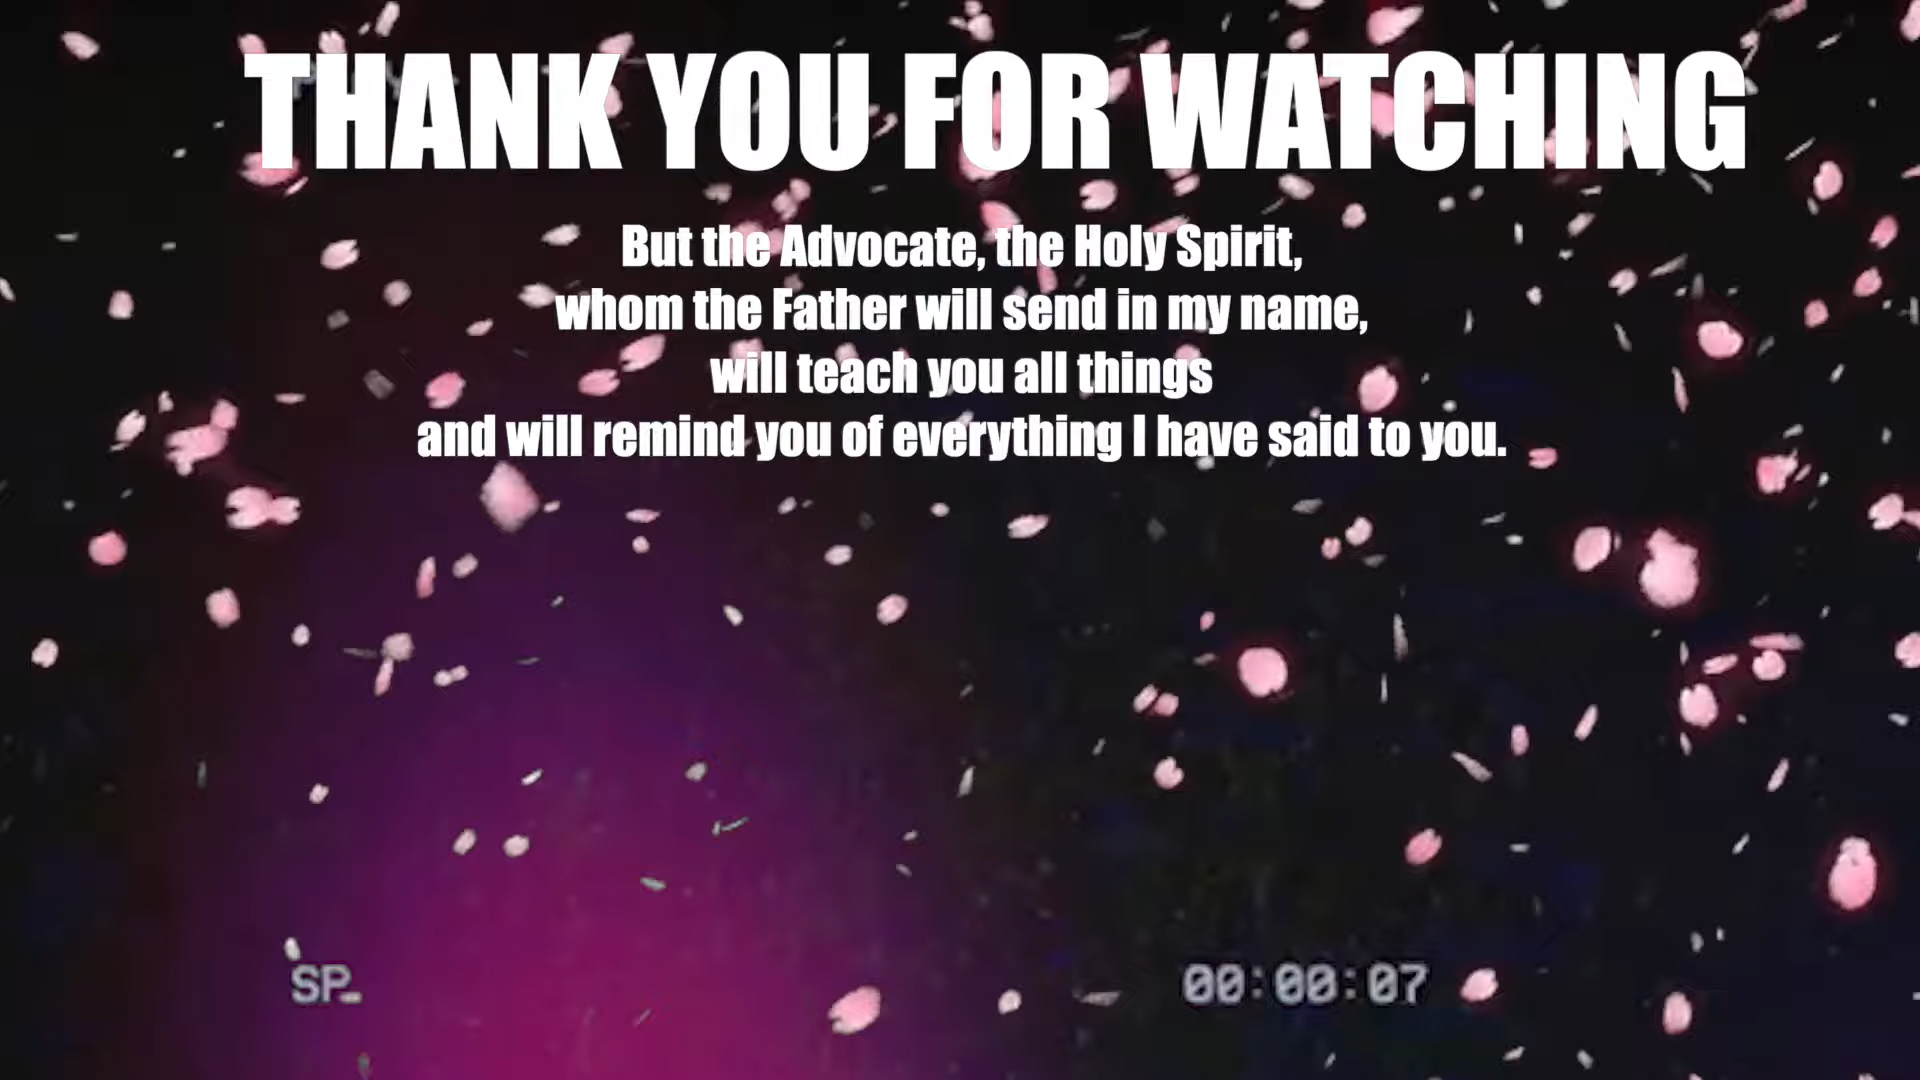 THANK YOU FOR WATCHING
But the Advocate, the Holy Spirit,
whom the Father will send in my name,
will teach you all things
and will remind you of everything I have said to you.
SP
00:00:07